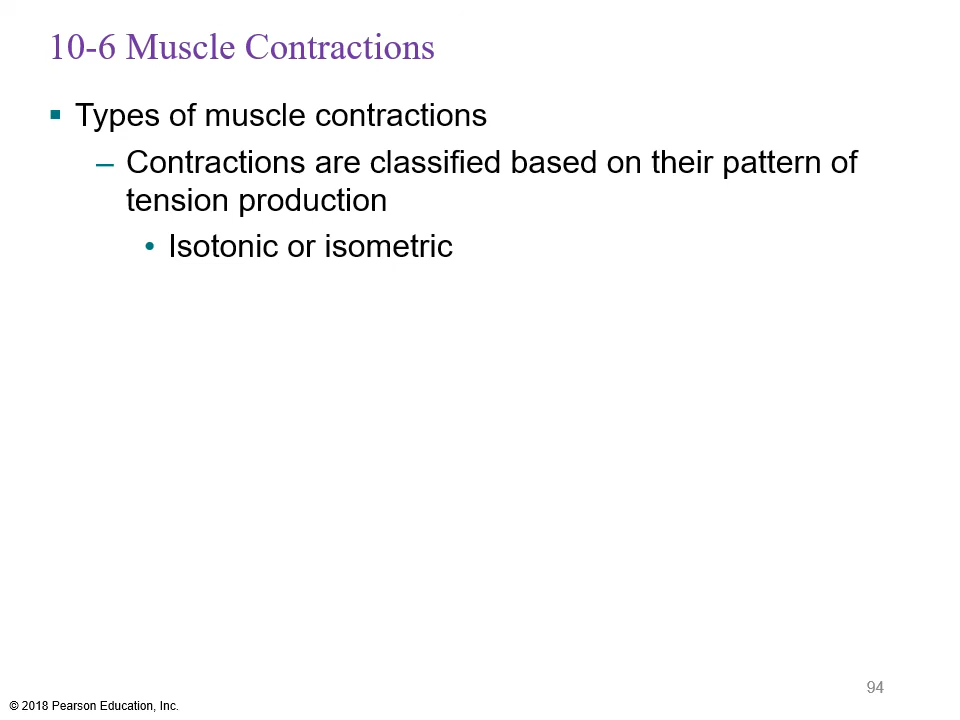 10-6 Muscle Contractions
▪ Types of muscle contractions
– Contractions are classified based on their pattern of
tension production
• Isotonic or isometric
94
© 2018 Pearson Education, Inc.